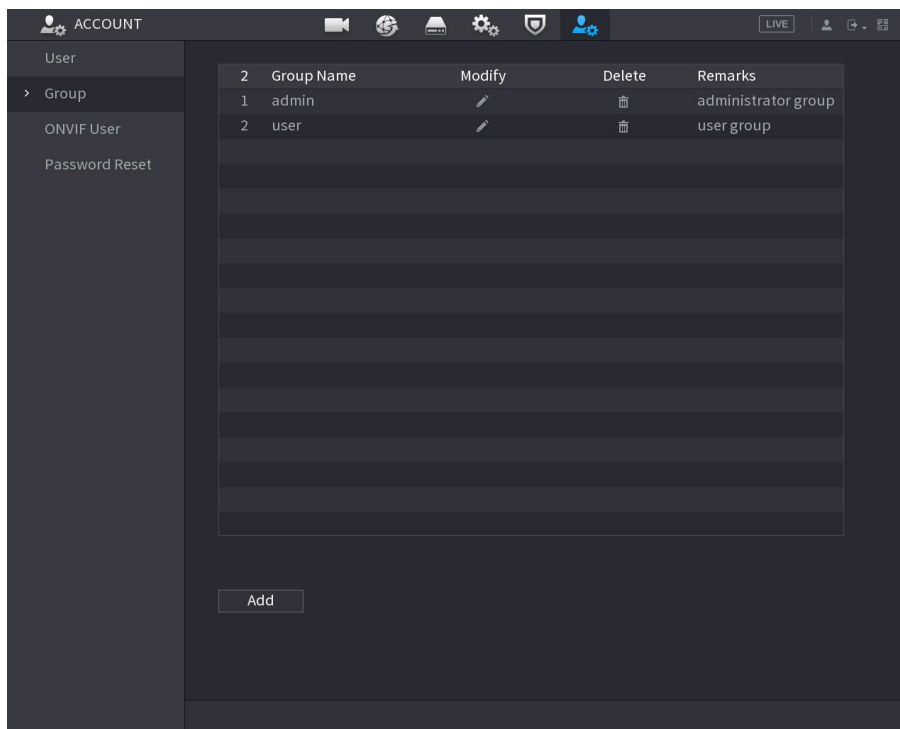 ACCOUNT LIVE
User
Group
ONVIF User
Password Reset
2 Group Name Modify Delete Remarks
1 admin administrator group
2 user user group
Add